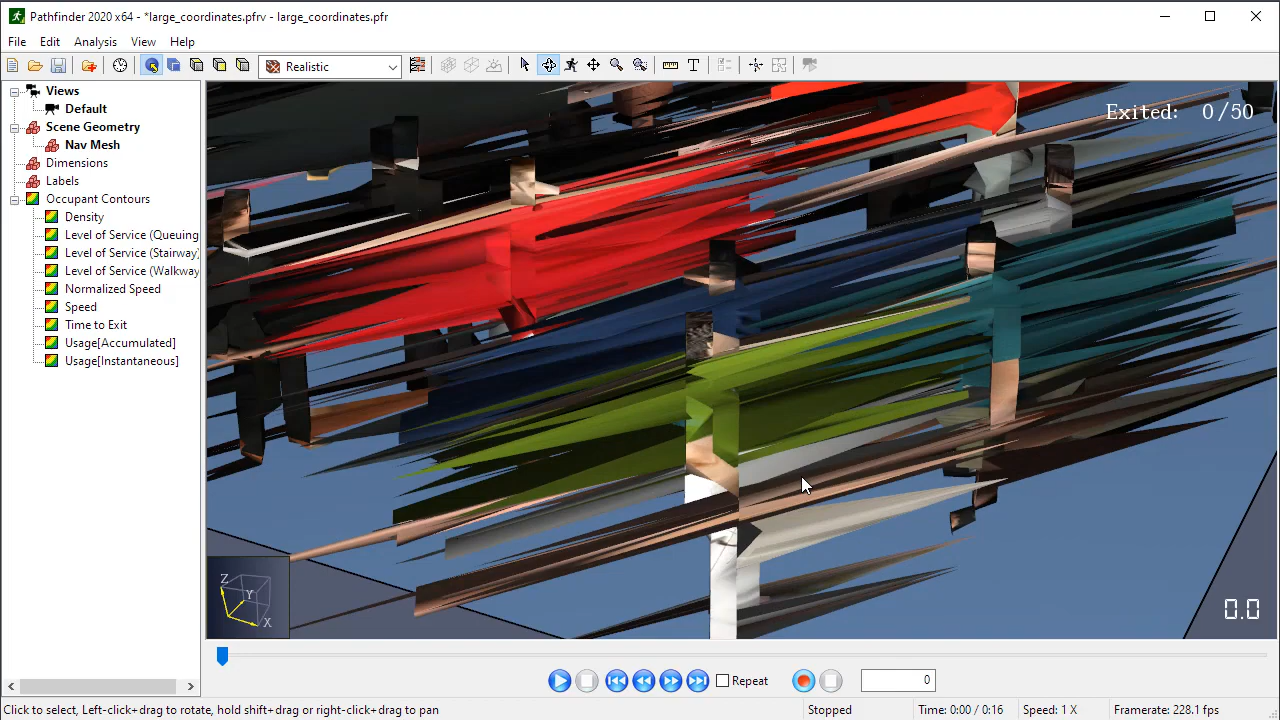 Pathfinder 2020 x64 - *large_coordinates.pfrv - large_coordinates.pfr
File Edit Analysis View Help
Realistic
Views
Default
Scene Geometry
Nav Mesh
Dimensions
Labels
Occupant Contours
Density
Level of Service (Queuing
Level of Service (Stairway)
Level of Service (Walkway
Normalized Speed
Speed
Time to Exit
Usage[Accumulated]
Usage[Instantaneous]
Exited: 0/50
Z
Y
X
0.0
Repeat
0
Click to select, Left-click+drag to rotate, hold shift+drag or right-click+drag to pan
Stopped
Time: 0:00 / 0:16
Speed: 1 X
Framerate: 228.1 fps